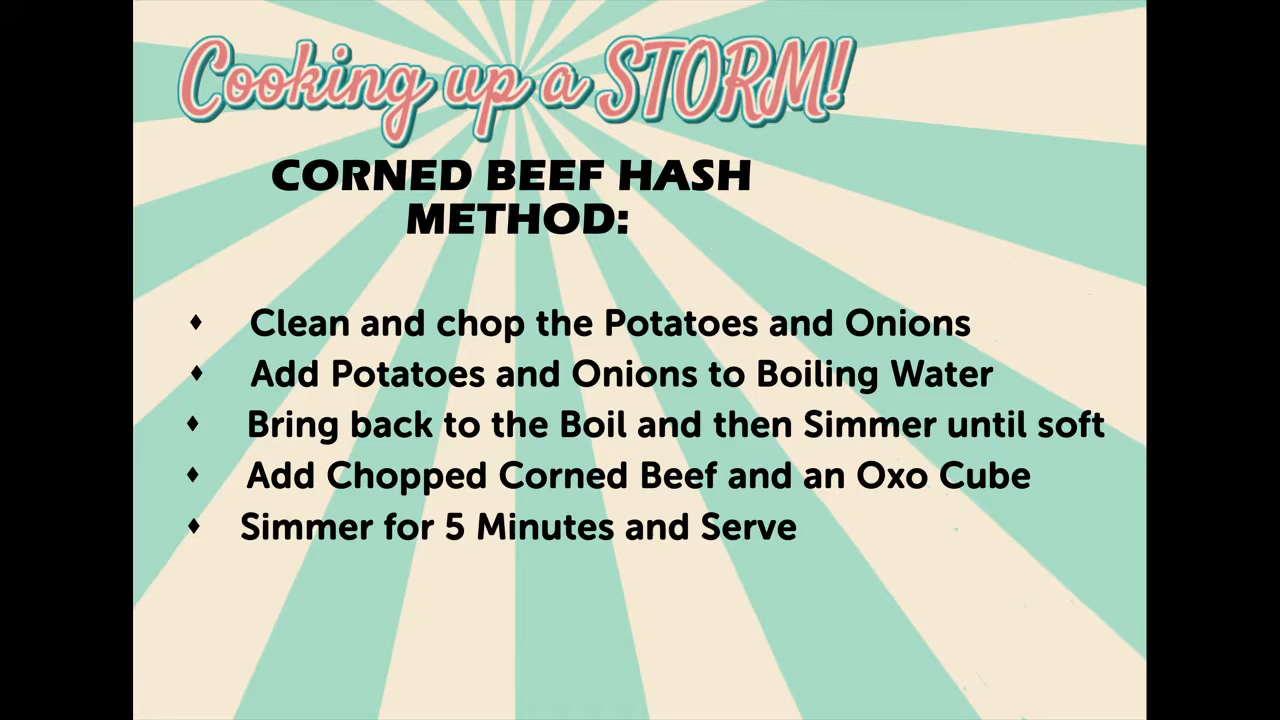 Cooking up a STORM!
CORNED BEEF HASH
METHOD:
♦ Clean and chop the Potatoes and Onions
♦ Add Potatoes and Onions to Boiling Water
♦ Bring back to the Boil and then Simmer until soft
♦ Add Chopped Corned Beef and an Oxo Cube
♦ Simmer for 5 Minutes and Serve